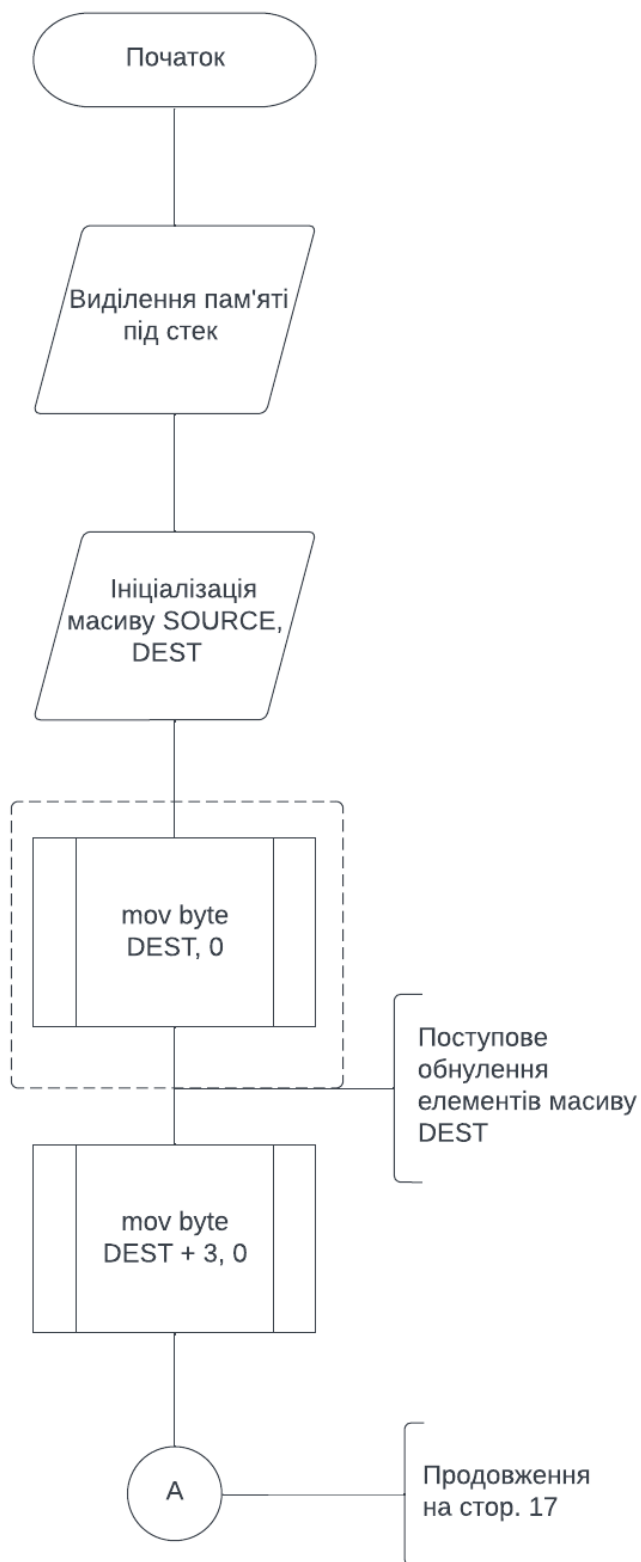 Початок
Виділення пам'яті
під стек
Ініціалізація
масиву SOURCE,
DEST
mov byte
DEST, 0
Поступове
обнулення
елементів масиву
DEST
mov byte
DEST + 3, 0
А
Продовження
на стор. 17